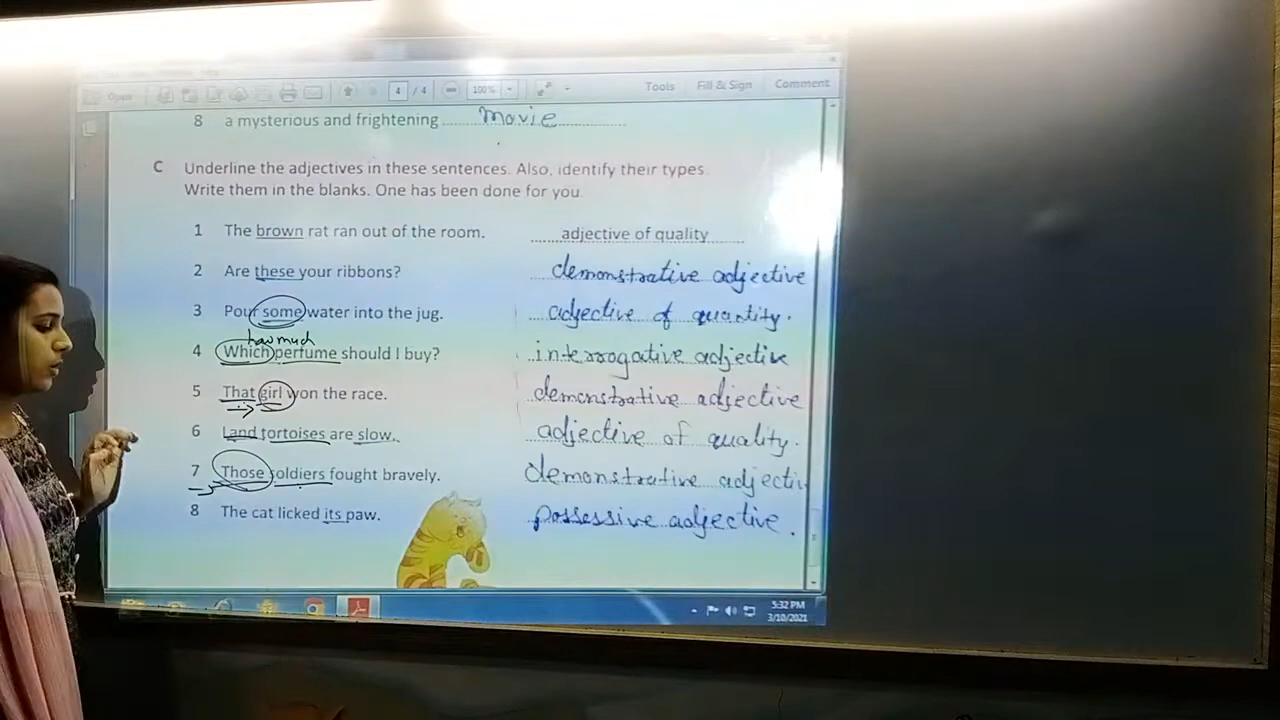 Open
4 / 4
100%
Tools Fill & Sign Comment
8 a mysterious and frightening movie
C Underline the adjectives in these sentences. Also, identify their types.
Write them in the blanks. One has been done for you.
1 The brown rat ran out of the room. adjective of quality
2 Are these your ribbons? demonstrative adjective
3 Pour some water into the jug. adjective of quantity.
how much
4 Which perfume should I buy? interrogative adjective
5 That girl won the race. demonstrative adjective
6 Land tortoises are slow. adjective of quality.
7 Those soldiers fought bravely. demonstrative adjectiv
8 The cat licked its paw. possessive adjective.
5:32 PM
3/10/2021